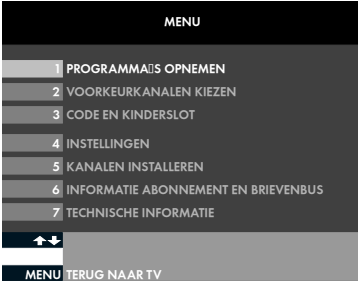 MENU
1 PROGRAMMA▯S OPNEMEN
2 VOORKEURKANALEN KIEZEN
3 CODE EN KINDERSLOT
4 INSTELLINGEN
5 KANALEN INSTALLEREN
6 INFORMATIE ABONNEMENT EN BRIEVENBUS
7 TECHNISCHE INFORMATIE
MENU TERUG NAAR TV